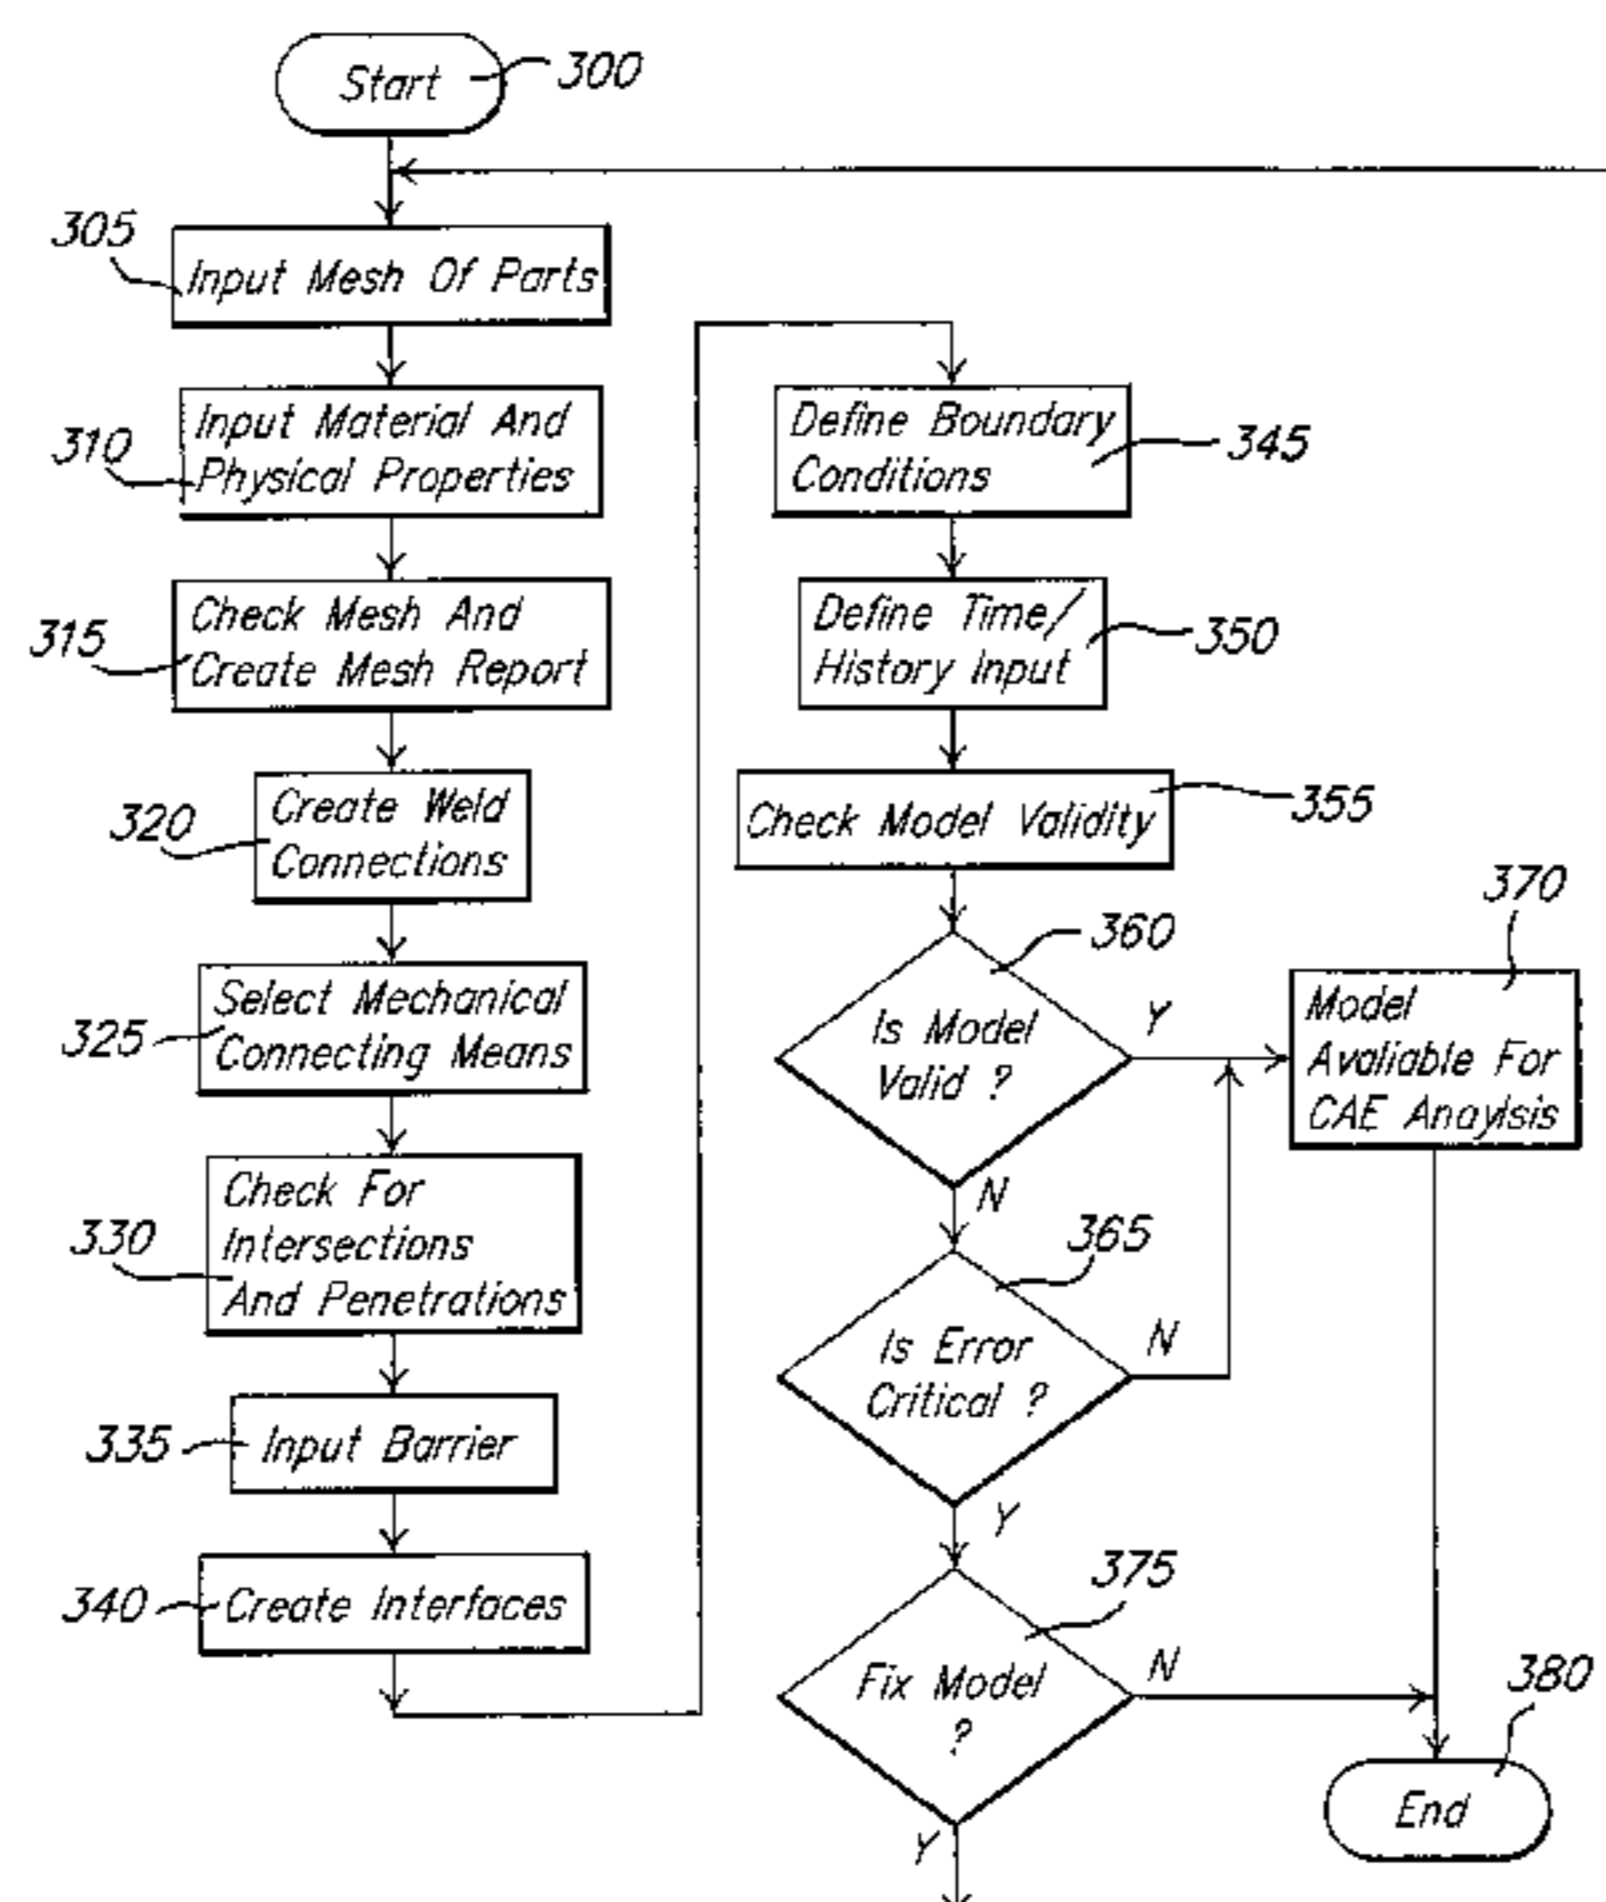 Start
300
305
Input Mesh Of Parts
310
Input Material And
Physical Properties
315
Check Mesh And
Create Mesh Report
320
Create Weld
Connections
325
Select Mechanical
Connecting Means
330
Check For
Intersections
And Penetrations
335
Input Barrier
340
Create Interfaces
Define Boundary
Conditions
345
Define Time/
History Input
350
Check Model Validity
355
360
Is Model
Valid ?
Y
N
370
Model
Avaliable For
CAE Anaylsis
365
Is Error
Critical ?
N
Y
375
Fix Model
?
N
Y
380
End